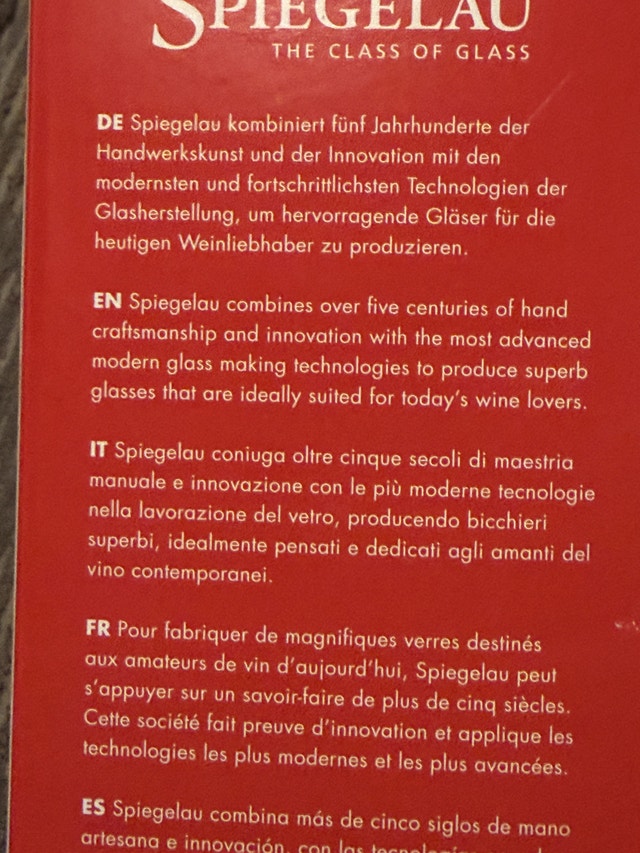 SPIEGELAU
THE CLASS OF GLASS
DE Spiegelau kombiniert fünf Jahrhunderte der
Handwerkskunst und der Innovation mit den
modernsten und fortschrittlichsten Technologien der
Glasherstellung, um hervorragende Gläser für die
heutigen Weinliebhaber zu produzieren.
EN Spiegelau combines over five centuries of hand
craftsmanship and innovation with the most advanced
modern glass making technologies to produce superb
glasses that are ideally suited for today's wine lovers.
IT Spiegelau coniuga oltre cinque secoli di maestria
manuale e innovazione con le più moderne tecnologie
nella lavorazione del vetro, producendo bicchieri
superbi, idealmente pensati e dedicati agli amanti del
vino contemporanei.
FR Pour fabriquer de magnifiques verres destinés
aux amateurs de vin d'aujourd'hui, Spiegelau peut
s'appuyer sur un savoir-faire de plus de cinq siècles.
Cette société fait preuve d'innovation et applique les
technologies les plus modernes et les plus avancées.
ES Spiegelau combina más de cinco siglos de mano
artesana e innovación, con las